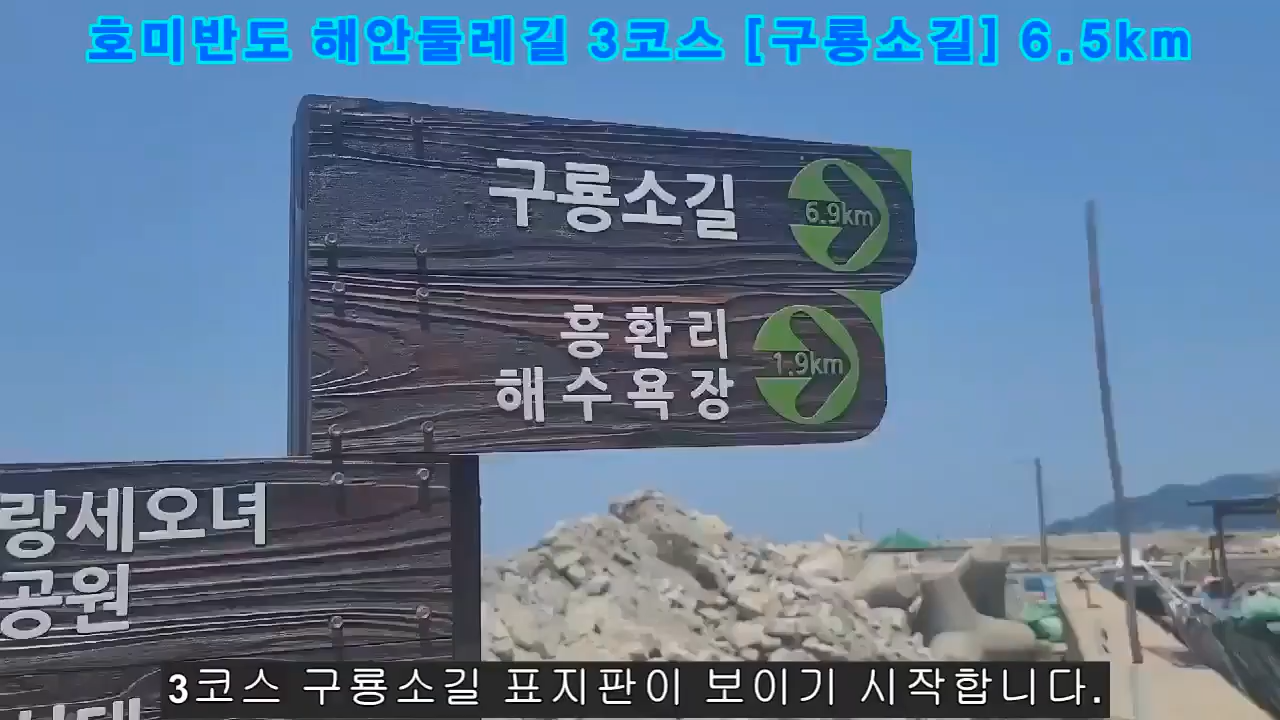 호미반도 해안둘레길 3코스 [구룡소길] 6.5km
구룡소길 6.9km
흥환리
해수욕장 1.9km
랑세오녀
공원
3코스 구룡소길 표지판이 보이기 시작합니다.